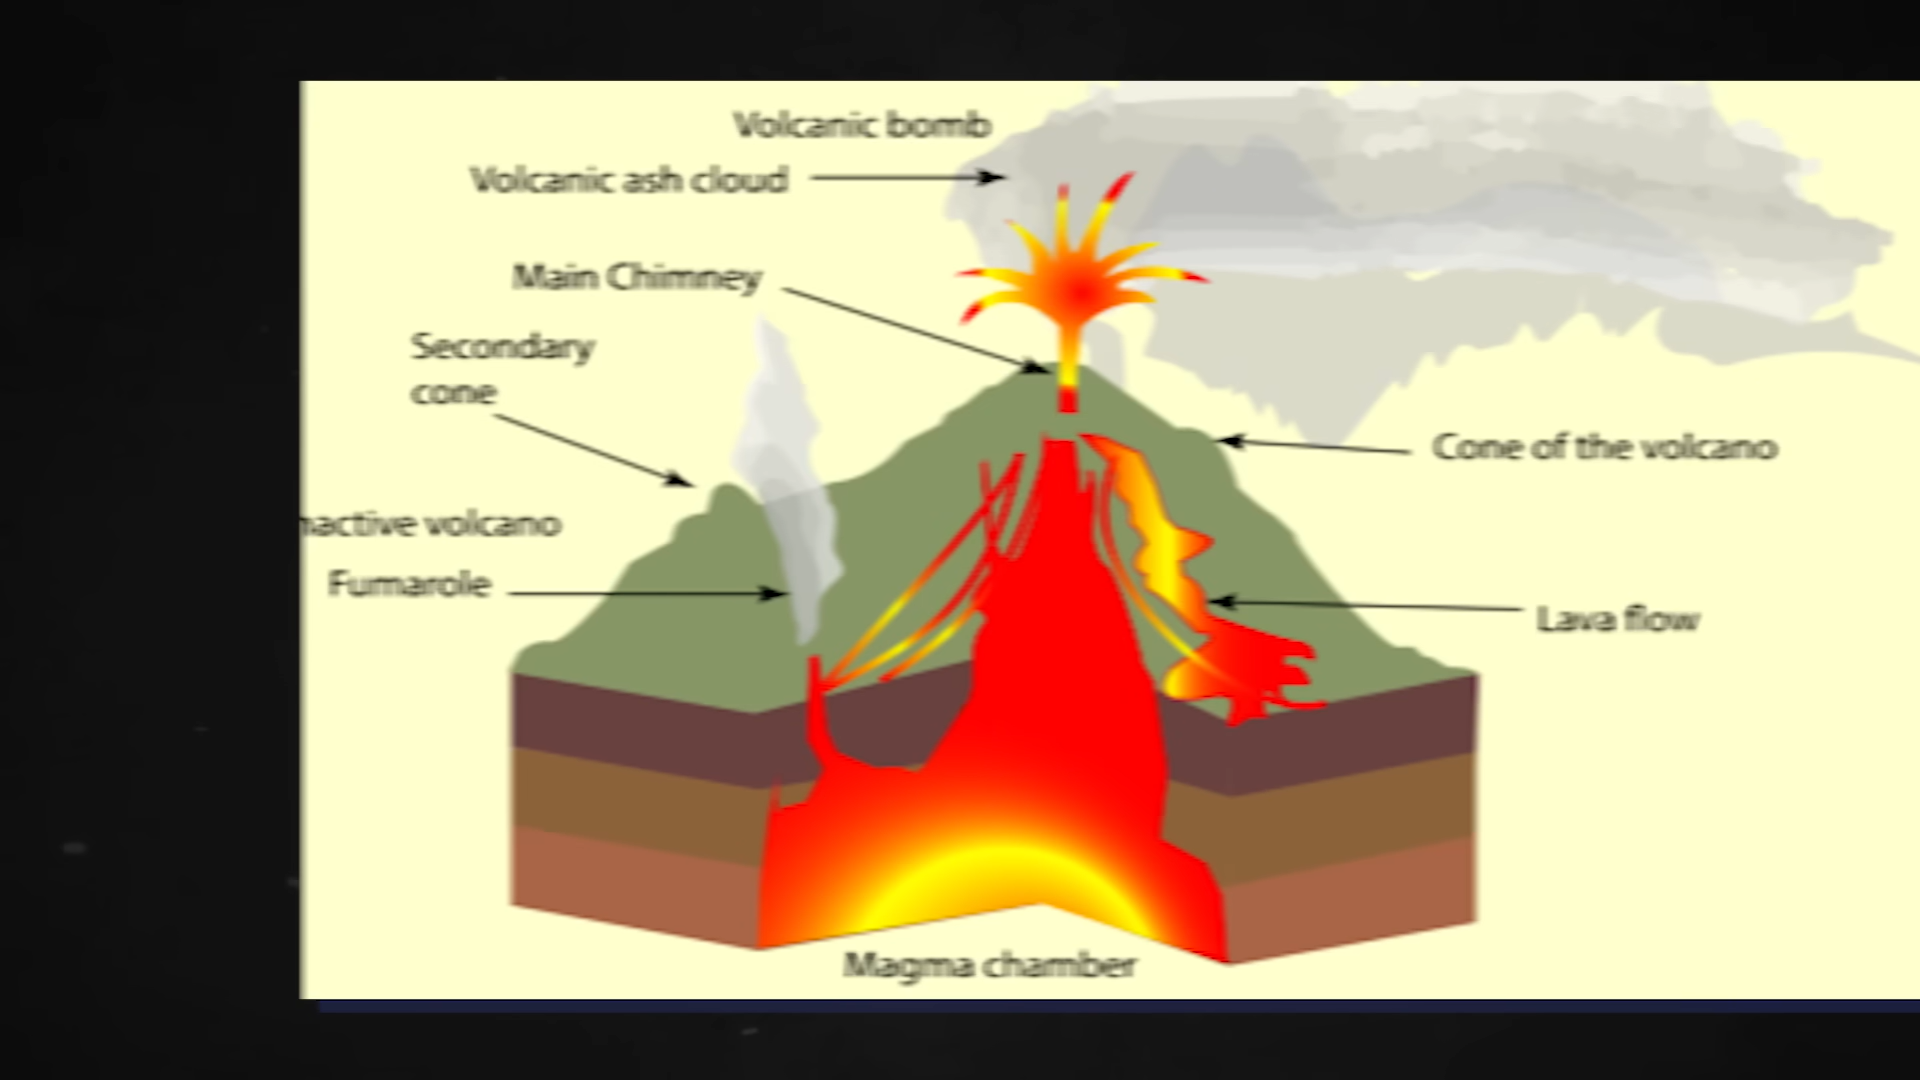 Volcanic bomb
Volcanic ash cloud
Main Chimney
Secondary
cone
Cone of the volcano
nactive volcano
Fumarole
Lava flow
Magma chamber